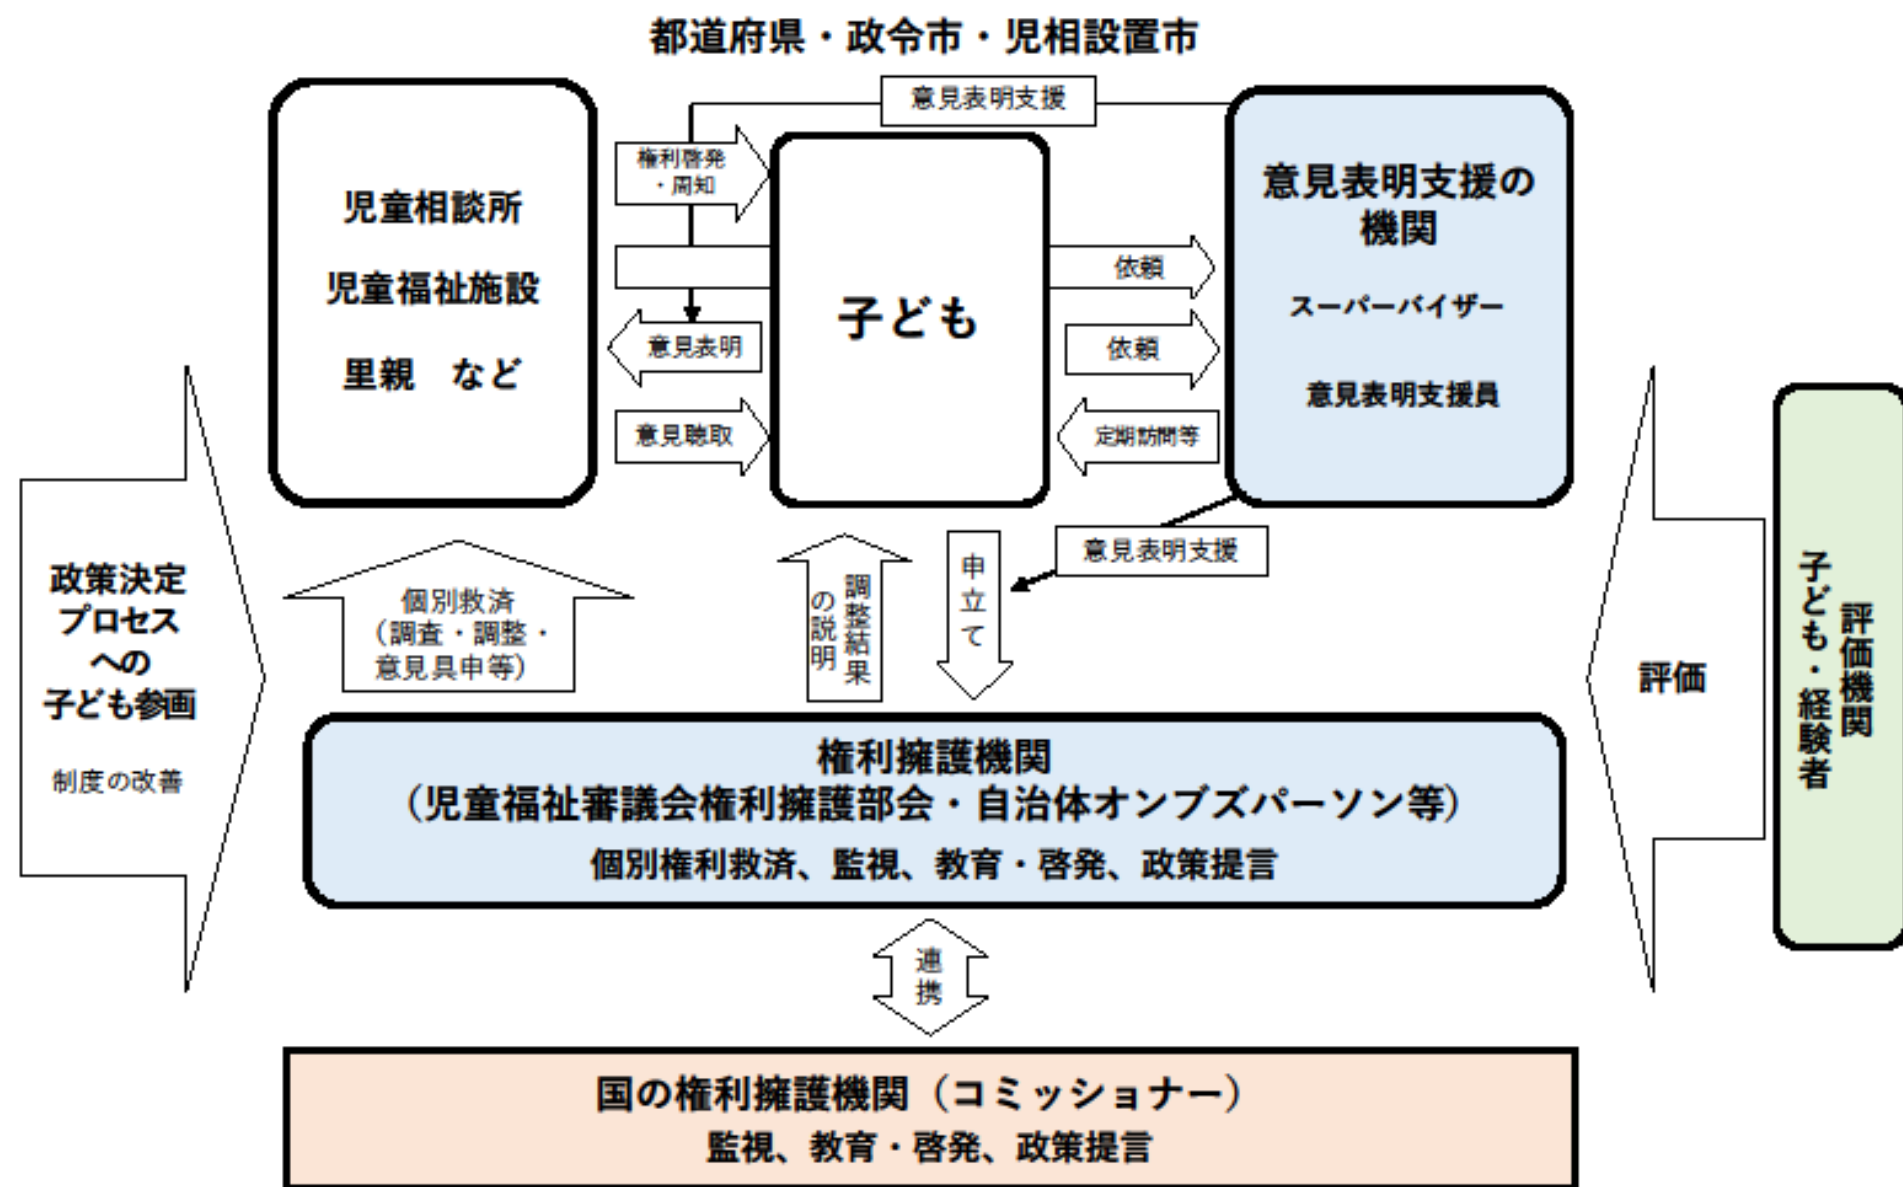 都道府県・政令市・児相設置市
意見表明支援
児童相談所
児童福祉施設
里親　など
権利啓発
・周知
意見表明
意見聴取
子ども
依頼
依頼
定期訪問等
意見表明支援の
機関
スーパーバイザー
意見表明支援員
意見表明支援
政策決定
プロセス
への
子ども参画
制度の改善
個別救済
（調査・調整・
意見具申等）
調整結果
の説明
申立て
評価
評価機関
子ども・経験者
権利擁護機関
（児童福祉審議会権利擁護部会・自治体オンブズパーソン等）
個別権利救済、監視、教育・啓発、政策提言
連携
国の権利擁護機関（コミッショナー）
監視、教育・啓発、政策提言